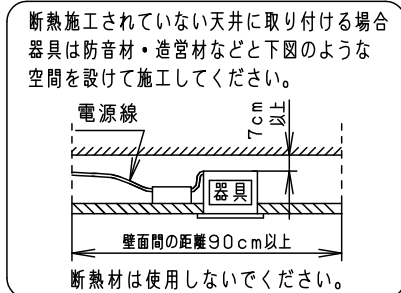 断熱施工されていない天井に取り付ける場合
器具は防音材・造営材などと下図のような
空間を設けて施工してください。
電源線
7cm
以上
器具
壁面間の距離90cm以上
断熱材は使用しないでください。